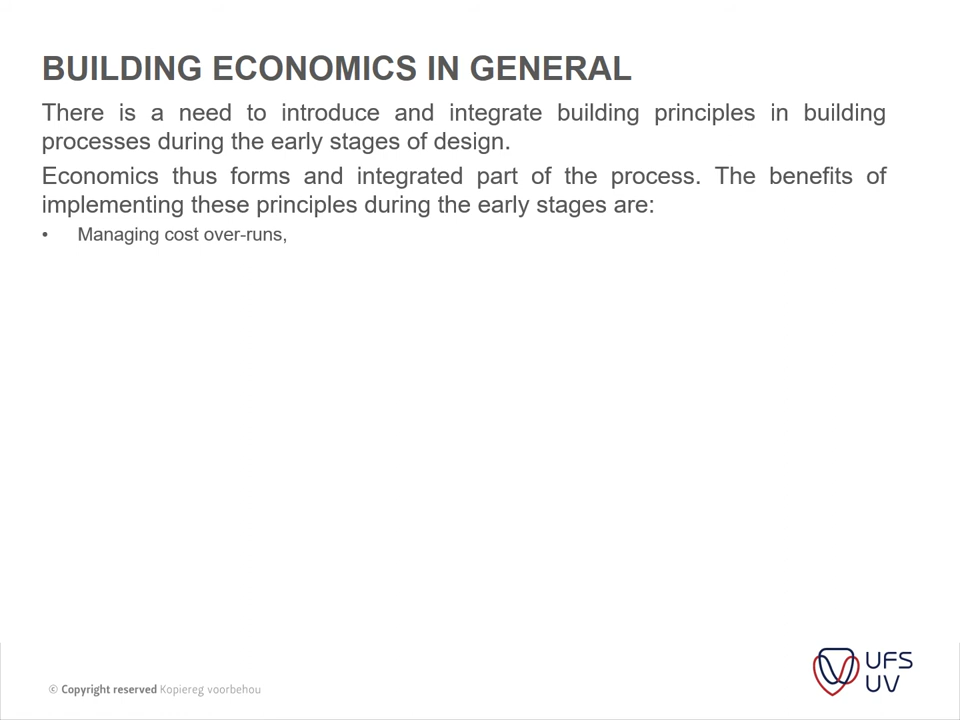 BUILDING ECONOMICS IN GENERAL
There is a need to introduce and integrate building principles in building
processes during the early stages of design.
Economics thus forms and integrated part of the process. The benefits of
implementing these principles during the early stages are:
• Managing cost over-runs,
© Copyright reserved Kopiereg voorbehou
UFS
UV